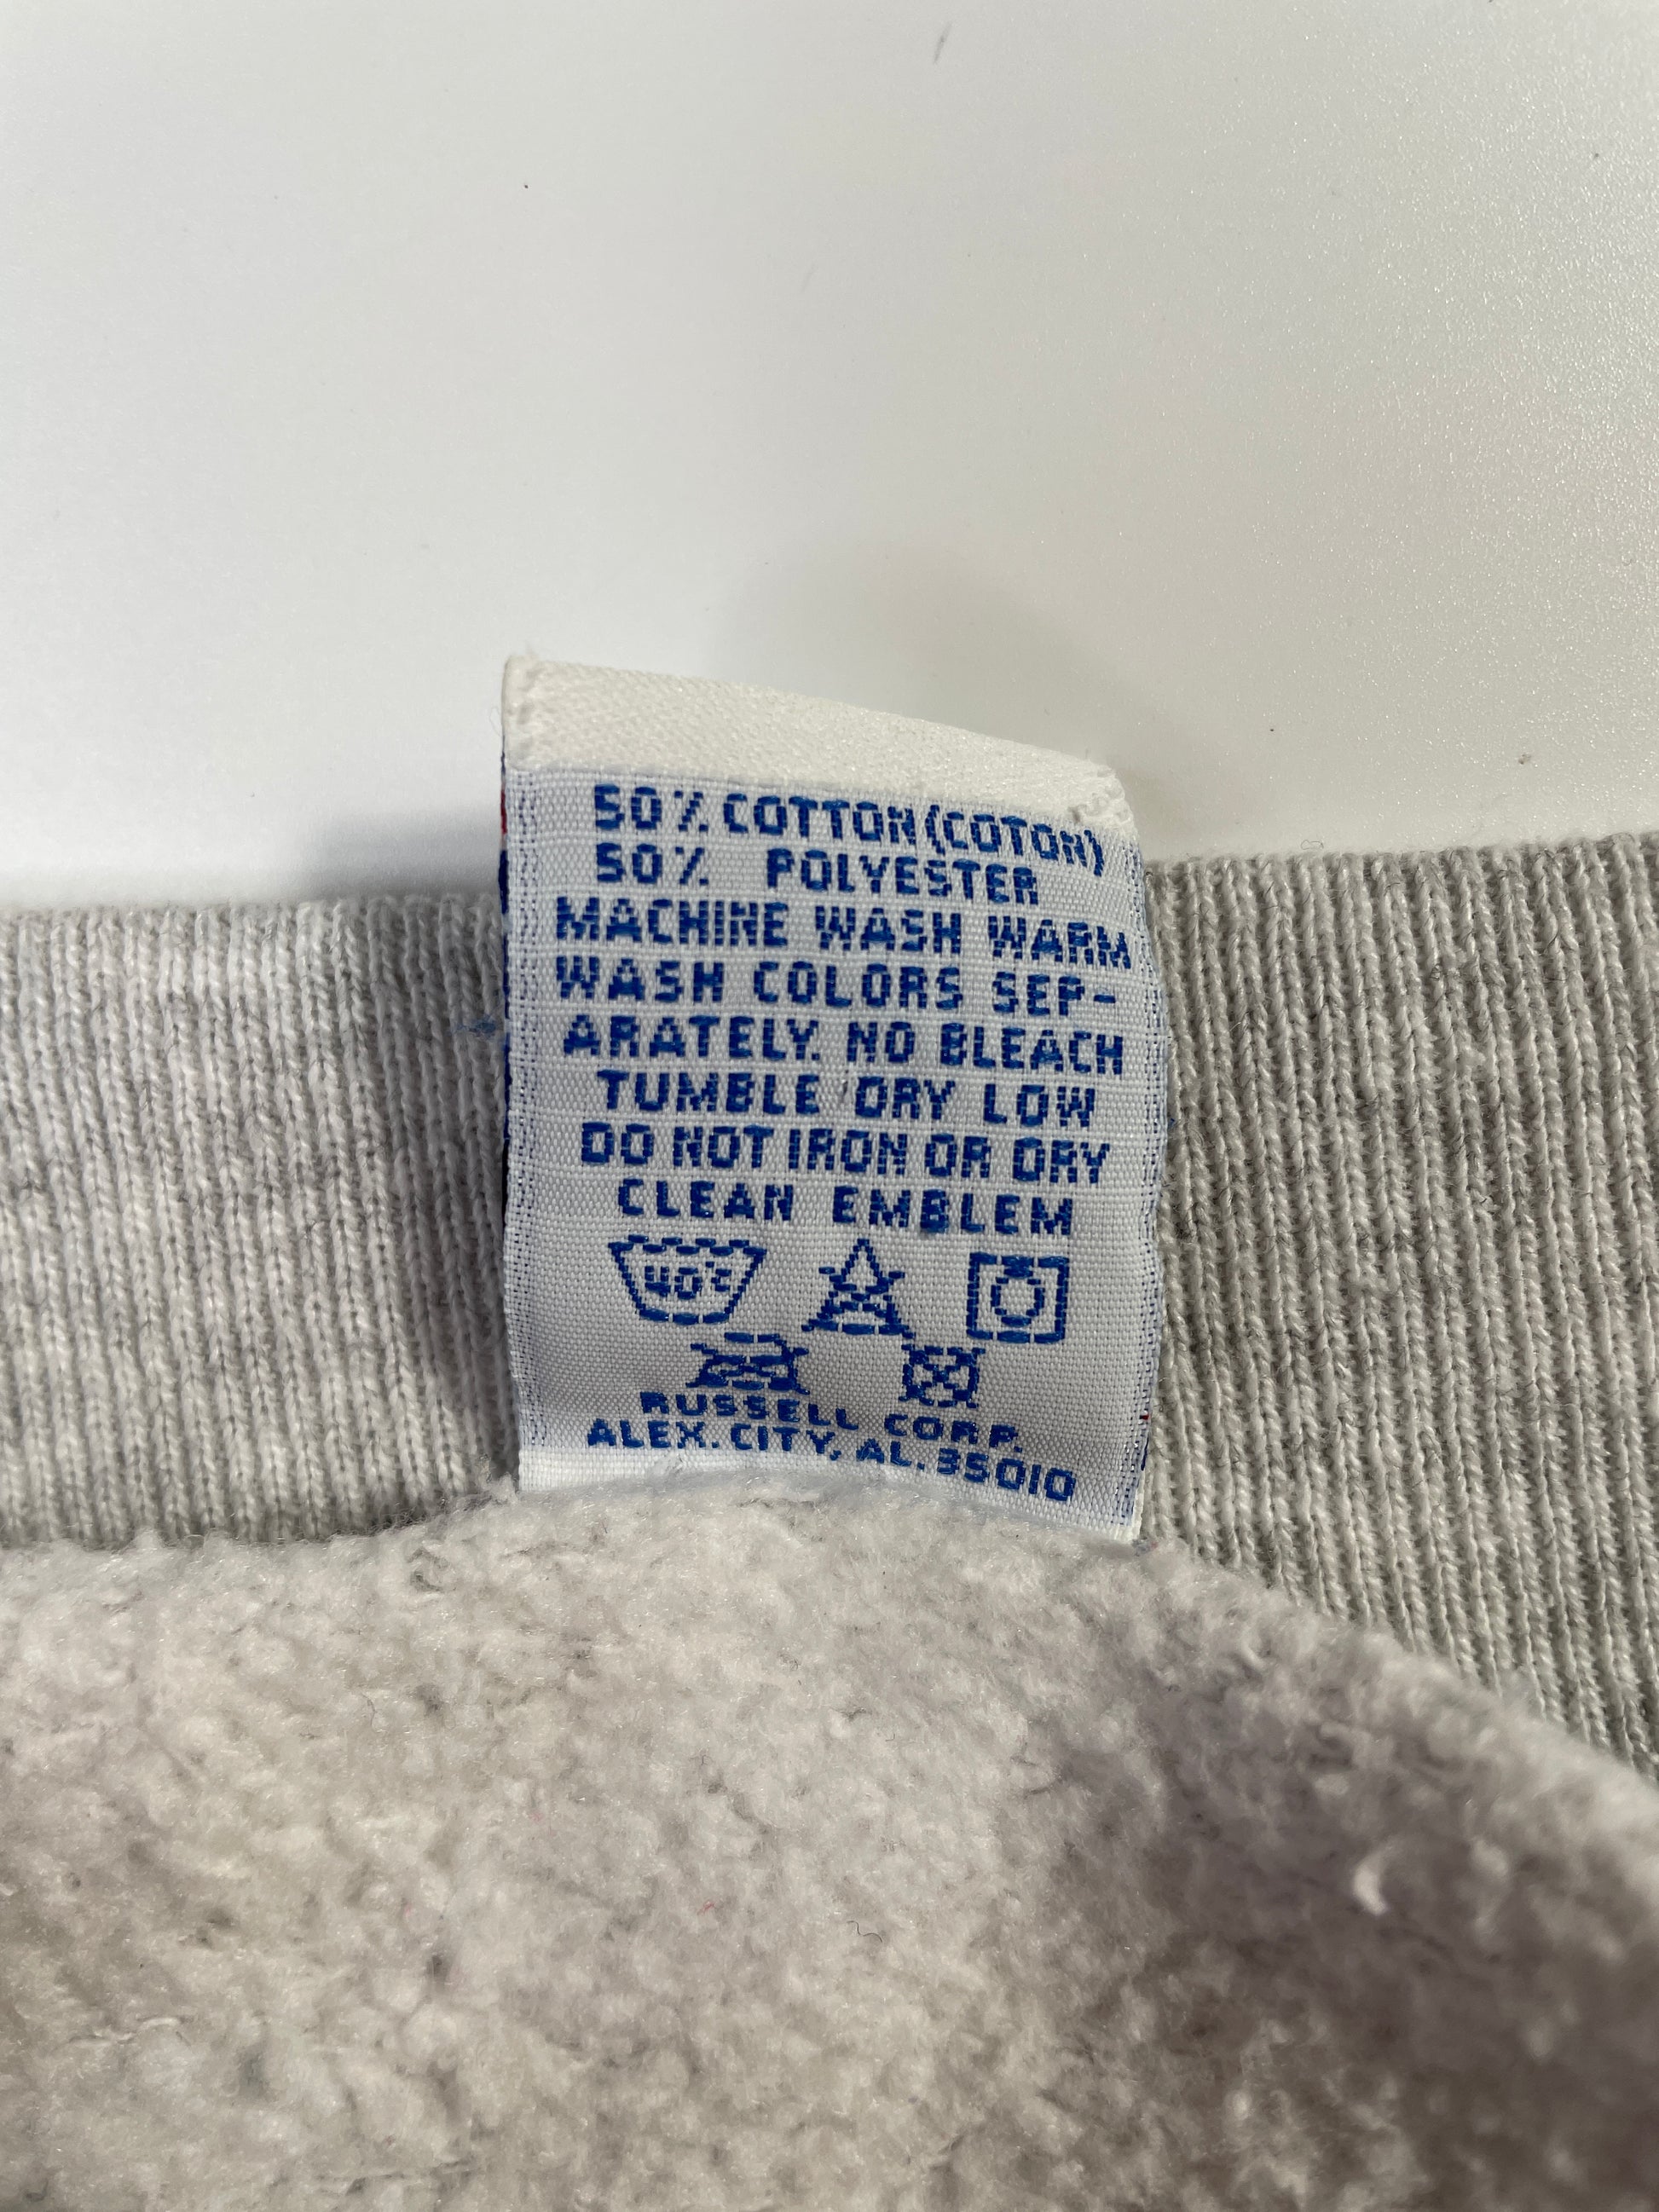 50% COTTON (COTON)
50% POLYESTER
MACHINE WASH WARM
WASH COLORS SEP-
ARATELY. NO BLEACH
TUMBLE DRY LOW
DO NOT IRON OR DRY
CLEAN EMBLEM
40°C
RUSSELL CORP.
ALEX. CITY, AL. 35010